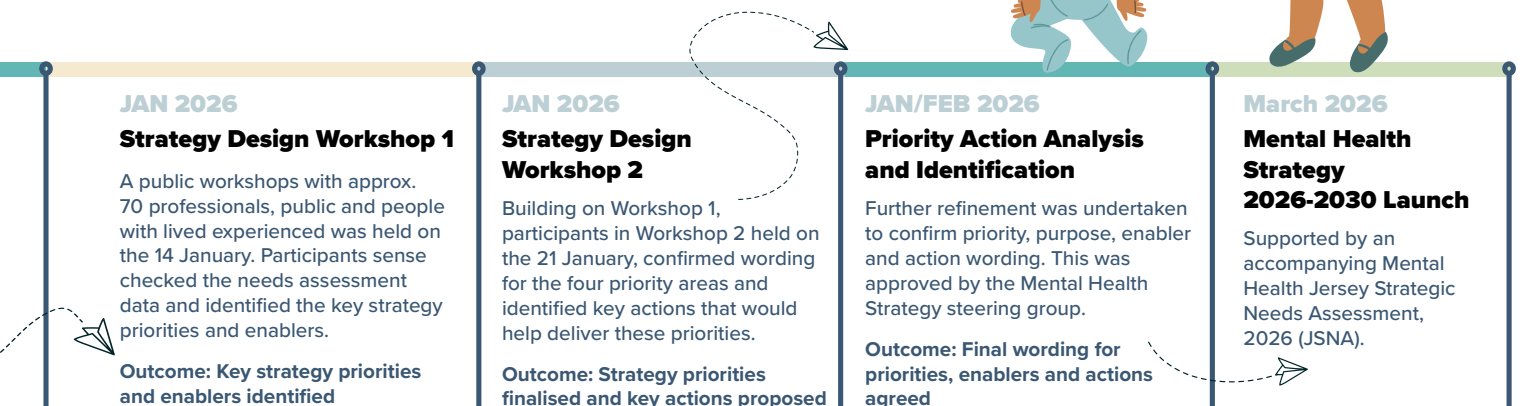 JAN 2026
Strategy Design Workshop 1
A public workshops with approx.
70 professionals, public and people
with lived experienced was held on
the 14 January. Participants sense
checked the needs assessment
data and identified the key strategy
priorities and enablers.
Outcome: Key strategy priorities
and enablers identified
JAN 2026
Strategy Design
Workshop 2
Building on Workshop 1,
participants in Workshop 2 held on
the 21 January, confirmed wording
for the four priority areas and
identified key actions that would
help deliver these priorities.
Outcome: Strategy priorities
finalised and key actions proposed
JAN/FEB 2026
Priority Action Analysis
and Identification
Further refinement was undertaken
to confirm priority, purpose, enabler
and action wording. This was
approved by the Mental Health
Strategy steering group.
Outcome: Final wording for
priorities, enablers and actions
agreed
March 2026
Mental Health
Strategy
2026-2030 Launch
Supported by an
accompanying Mental
Health Jersey Strategic
Needs Assessment,
2026 (JSNA).